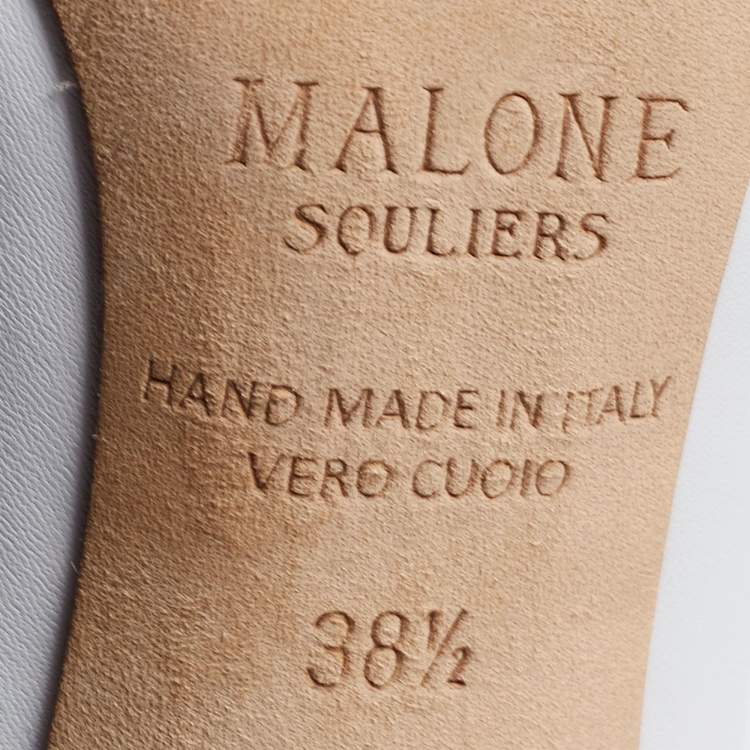 MALONE
SOULIERS
HAND MADE IN ITALY
VERO CUOIO
38½